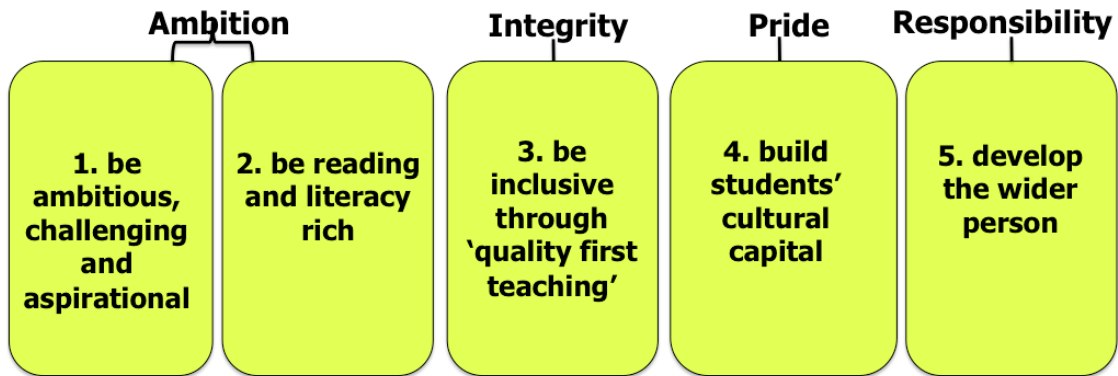 Ambition
Integrity
Pride
Responsibility
1. be
ambitious,
challenging
and
aspirational
2. be reading
and literacy
rich
3. be
inclusive
through
‘quality first
teaching’
4. build
students’
cultural
capital
5. develop
the wider
person